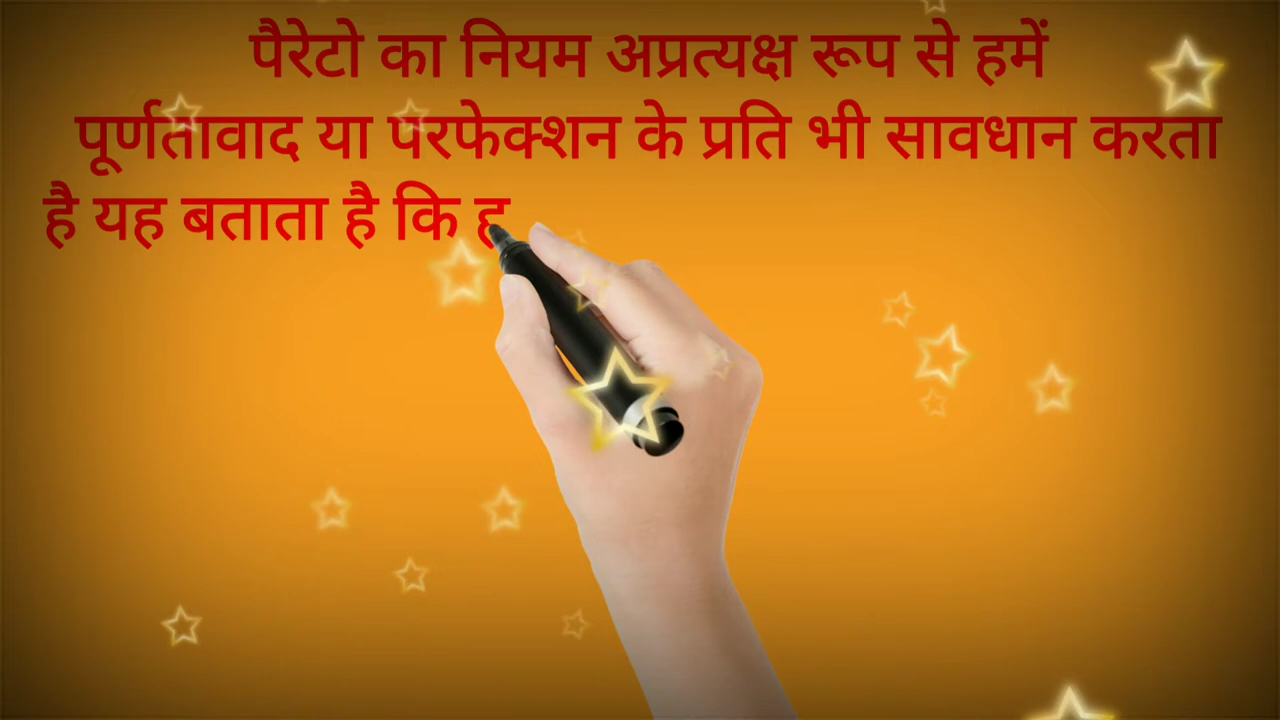 पैरेटो का नियम अप्रत्यक्ष रूप से हमें
पूर्णतावाद या परफेक्शन के प्रति भी सावधान करता
है यह बताता है कि ह